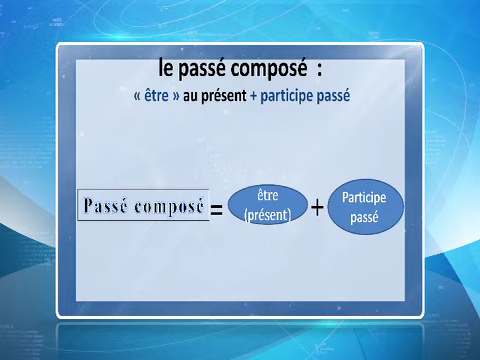 le passé composé :
« être » au présent + participe passé
Passé composé = être (présent) + Participe passé